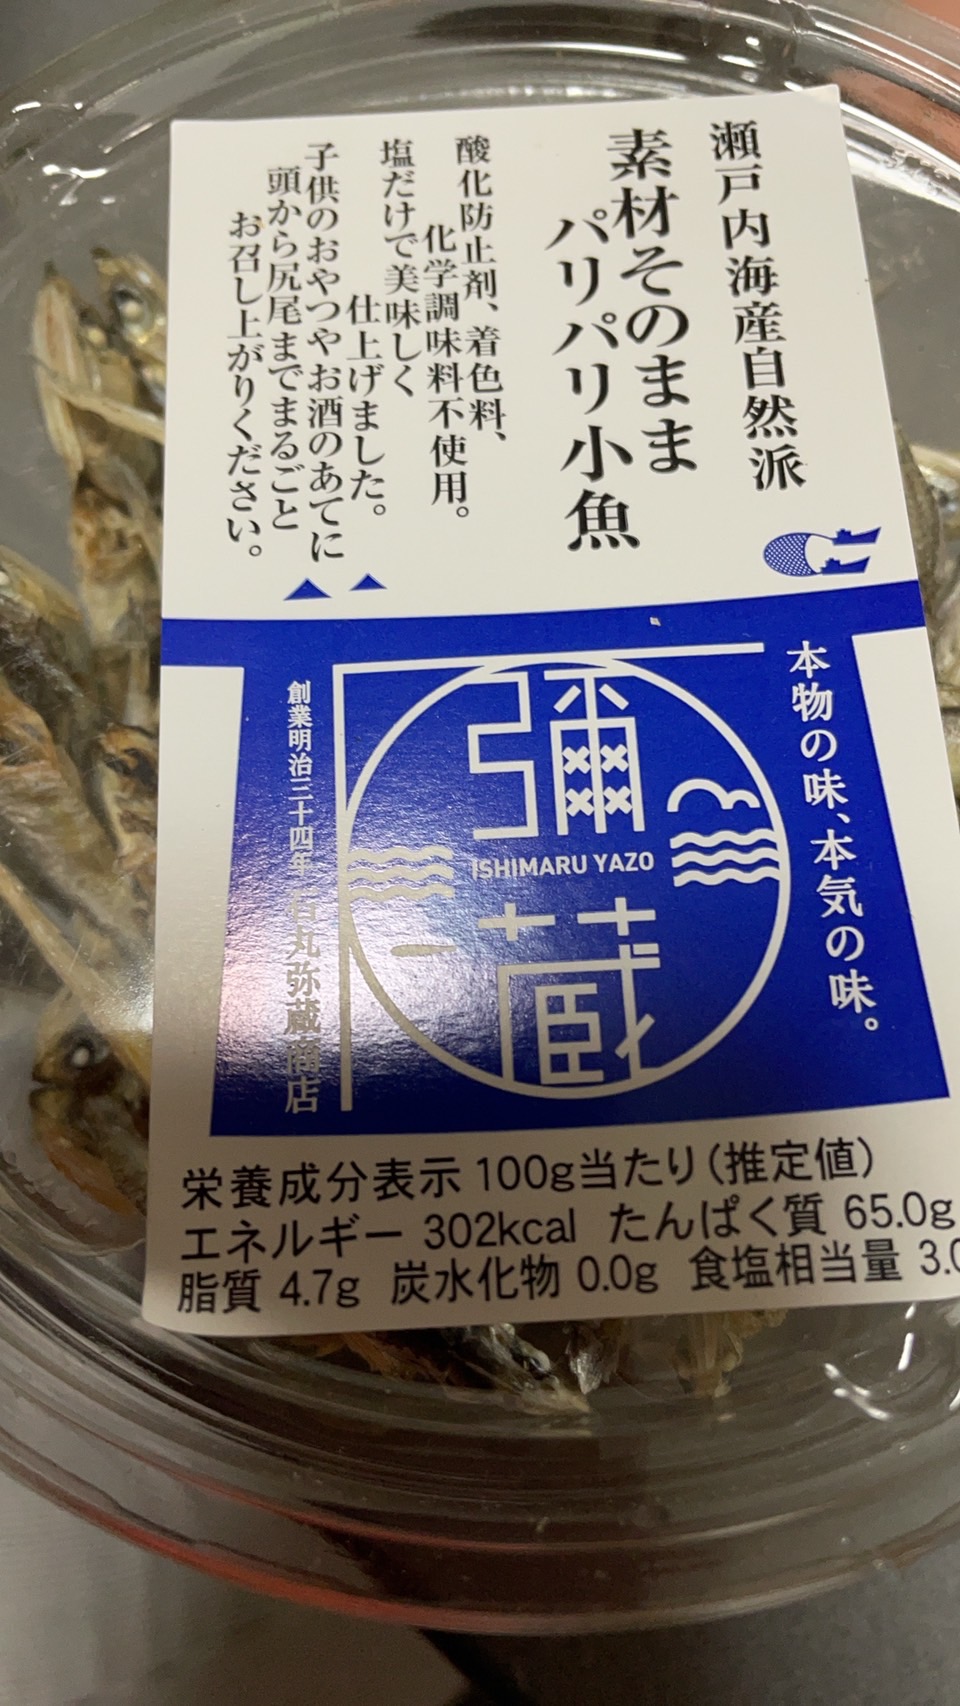 瀬戸内海産自然派
素材そのまま
パリパリ小魚
酸化防止剤、着色料、
化学調味料不使用。
塩だけで美味しく
仕上げました。
子供のおやつやお酒のあてに
頭から尻尾までまるごと
お召し上がりください。
本物の味、本気の味。
彌
ISHIMARU YAZO
蔵
創業明治三十四年 石丸弥蔵商店
栄養成分表示 100g当たり(推定値)
エネルギー 302kcal たんぱく質 65.0g
脂質 4.7g 炭水化物 0.0g 食塩相当量 3.0